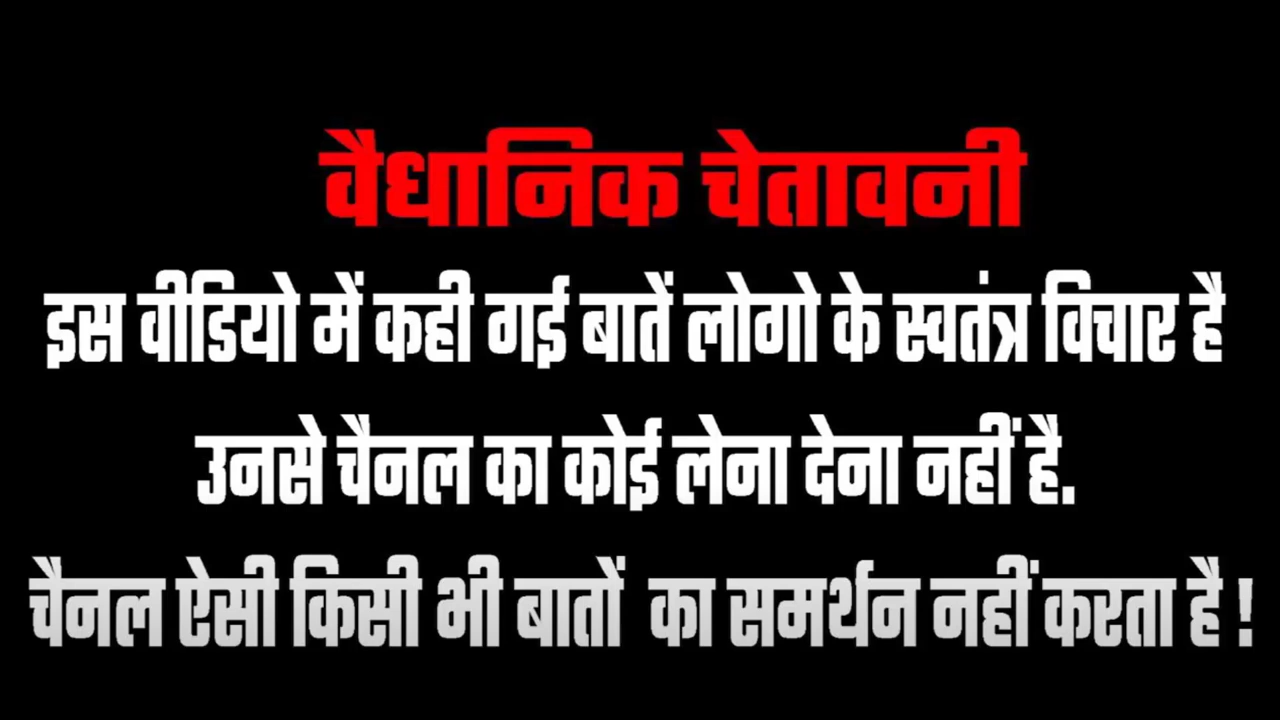 वैधानिक चेतावनी
इस वीडियो में कही गई बातें लोगो के स्वतंत्र विचार है
उनसे चैनल का कोई लेना देना नहीं है.
चैनल ऐसी किसी भी बातों का समर्थन नहीं करता है !